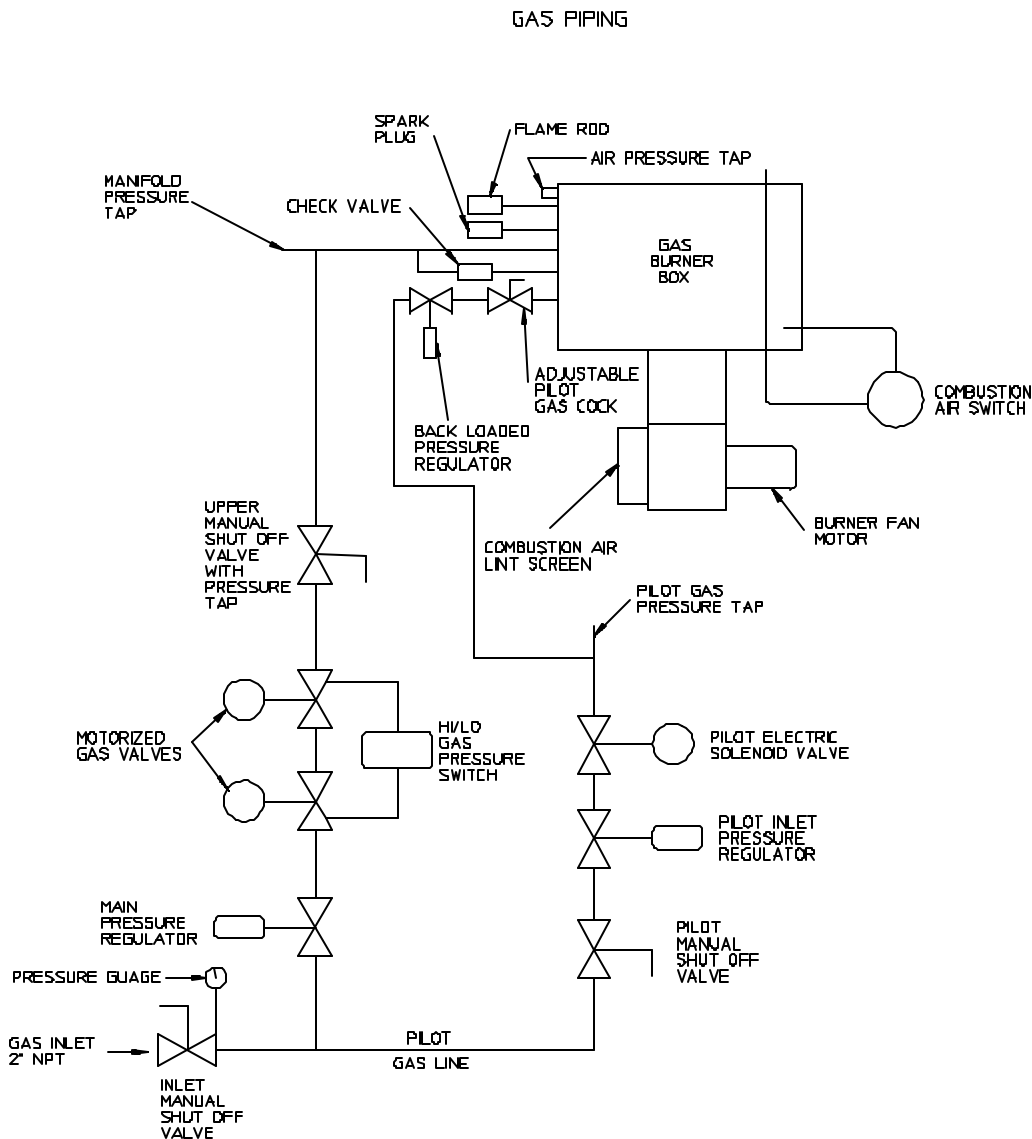 GAS PIPING
SPARK
PLUG
FLAME ROD
AIR PRESSURE TAP
MANIFOLD
PRESSURE
TAP
CHECK VALVE
GAS
BURNER
BOX
ADJUSTABLE
PILOT
GAS COCK
COMBUSTION
AIR SWITCH
BACK LOADED
PRESSURE
REGULATOR
UPPER
MANUAL
SHUT OFF
VALVE
WITH
PRESSURE
TAP
COMBUSTION AIR
LINT SCREEN
BURNER FAN
MOTOR
PILOT GAS
PRESSURE TAP
MOTORIZED
GAS VALVES
HI/LO
GAS
PRESSURE
SWITCH
PILOT ELECTRIC
SOLENOID VALVE
PILOT INLET
PRESSURE
REGULATOR
MAIN
PRESSURE
REGULATOR
PILOT
MANUAL
SHUT OFF
VALVE
PRESSURE GUAGE
GAS INLET
2" NPT
PILOT
GAS LINE
INLET
MANUAL
SHUT OFF
VALVE